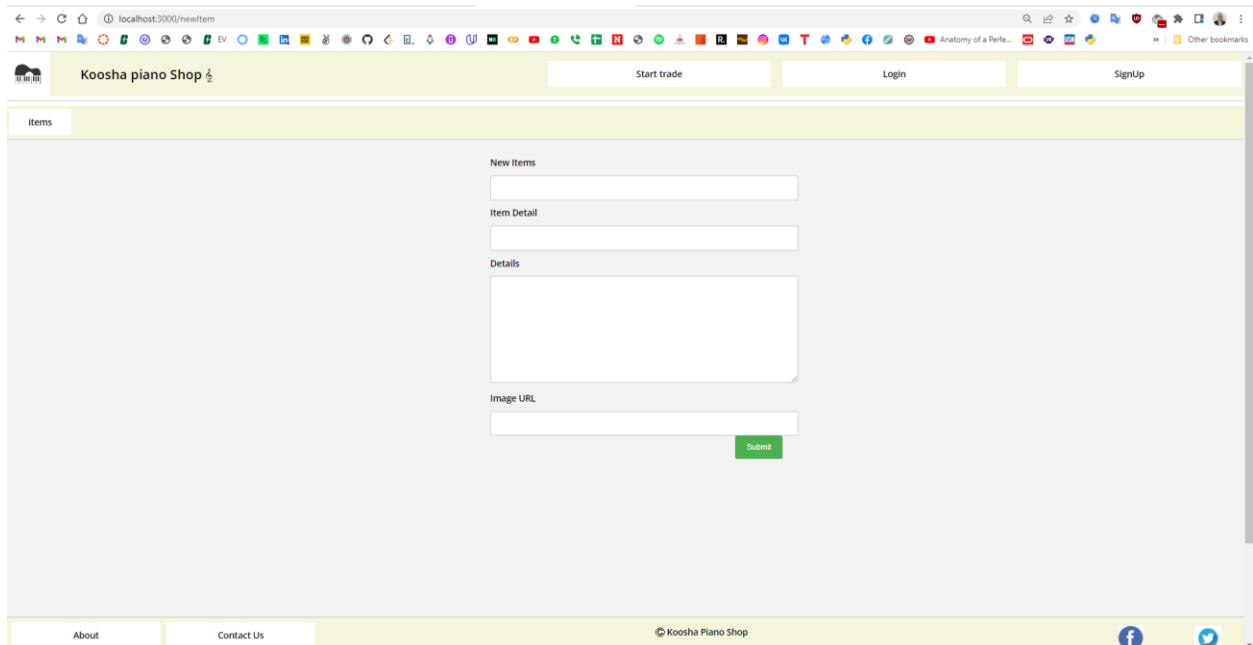 localhost:3000/newItem
EV
Anatomy of a Perfe...
Other bookmarks
Koosha piano Shop 𝄞
Start trade
Login
SignUp
items
New Items
Item Detail
Details
Image URL
Submit
About
Contact Us
© Koosha Piano Shop